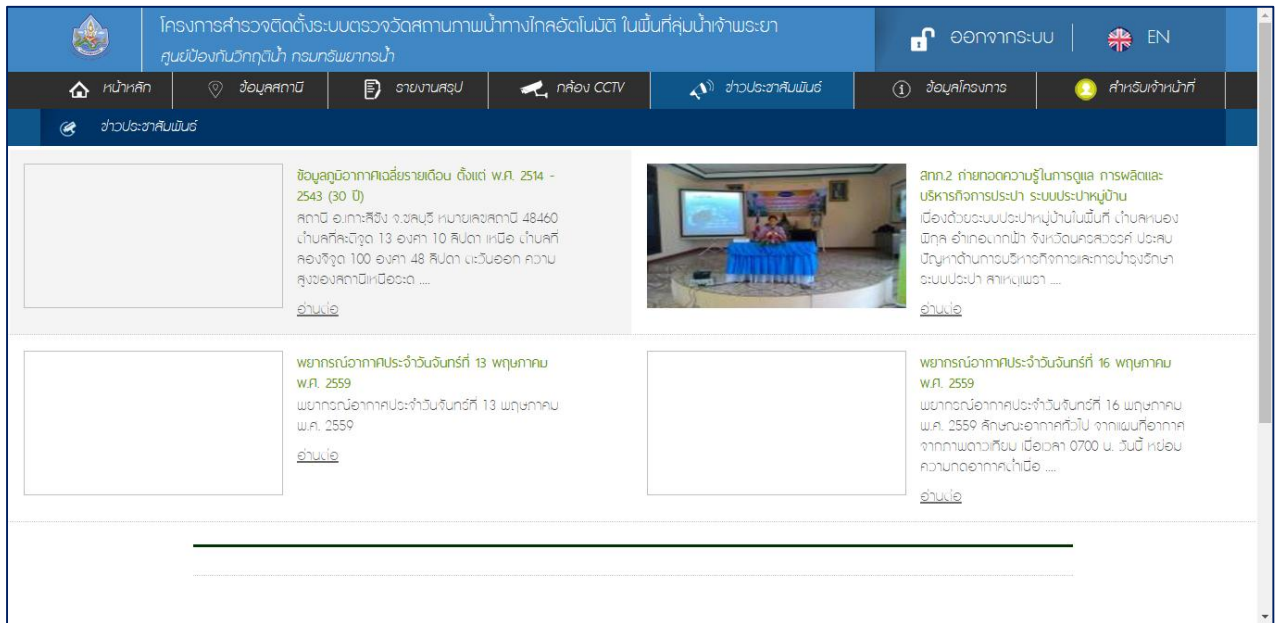 โครงการสำรวจติดตั้งระบบตรวจวัดสถานภาพน้ำทางไกลอัตโนมัติ ในพื้นที่ลุ่มน้ำเจ้าพระยา
ศูนย์ป้องกันวิกฤติน้ำ กรมทรัพยากรน้ำ
ออกจากระบบ
EN
หน้าหลัก
ข้อมูลสถานี
รายงานสรุป
กล้อง CCTV
ข่าวประชาสัมพันธ์
ข้อมูลโครงการ
สำหรับเจ้าหน้าที่
ข่าวประชาสัมพันธ์
ข้อมูลภูมิอากาศเฉลี่ยรายเดือน ตั้งแต่ พ.ศ. 2514 -
2543 (30 ปี)
สถานี อ.เกาะสีชัง จ.ชลบุรี หมายเลขสถานี 48460
ตำบลที่ละติจูด 13 องศา 10 ลิปดา เหนือ ตำบลที่
ลองจิจูด 100 องศา 48 ลิปดา ตะวันออก ความ
สูงของสถานีเหนือระด ....
อ่านต่อ
สทภ.2 ถ่ายทอดความรู้ในการดูแล การผลิตและ
บริหารกิจการประปา ระบบประปาหมู่บ้าน
เนื่องด้วยระบบประปาหมู่บ้านในพื้นที่ ตำบลหนอง
พิกุล อำเภอตากฟ้า จังหวัดนครสวรรค์ ประสบ
ปัญหาด้านการบริหารกิจการและการบำรุงรักษา
ระบบประปา สาเหตุเพรา ....
อ่านต่อ
พยากรณ์อากาศประจำวันจันทร์ที่ 13 พฤษภาคม
พ.ศ. 2559
พยากรณ์อากาศประจำวันจันทร์ที่ 13 พฤษภาคม
พ.ศ. 2559
อ่านต่อ
พยากรณ์อากาศประจำวันจันทร์ที่ 16 พฤษภาคม
พ.ศ. 2559
พยากรณ์อากาศประจำวันจันทร์ที่ 16 พฤษภาคม
พ.ศ. 2559 ลักษณะอากาศทั่วไป จากแผนที่อากาศ
จากภาพดาวเทียม เมื่อเวลา 0700 น. วันนี้ หย่อม
ความกดอากาศต่ำเนื่อ ....
อ่านต่อ